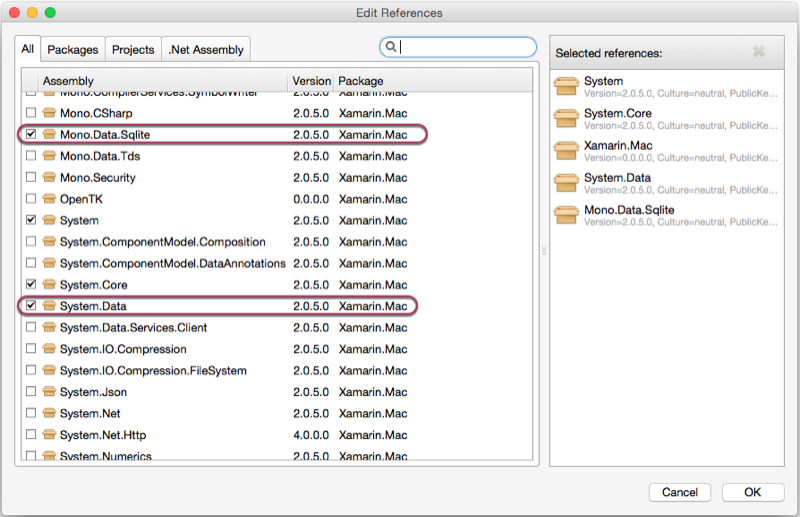 Edit References
All Packages Projects .Net Assembly
Assembly Version Package
Mono.CompilerServices.SymbolWriter 2.0.5.0 Xamarin.Mac
Mono.CSharp 2.0.5.0 Xamarin.Mac
Mono.Data.Sqlite 2.0.5.0 Xamarin.Mac
Mono.Data.Tds 2.0.5.0 Xamarin.Mac
Mono.Security 2.0.5.0 Xamarin.Mac
OpenTK 0.0.0.0 Xamarin.Mac
System 2.0.5.0 Xamarin.Mac
System.ComponentModel.Composition 2.0.5.0 Xamarin.Mac
System.ComponentModel.DataAnnotations 2.0.5.0 Xamarin.Mac
System.Core 2.0.5.0 Xamarin.Mac
System.Data 2.0.5.0 Xamarin.Mac
System.Data.Services.Client 2.0.5.0 Xamarin.Mac
System.IO.Compression 2.0.5.0 Xamarin.Mac
System.IO.Compression.FileSystem 2.0.5.0 Xamarin.Mac
System.Json 2.0.5.0 Xamarin.Mac
System.Net 2.0.5.0 Xamarin.Mac
System.Net.Http 4.0.0.0 Xamarin.Mac
System.Numerics 2.0.5.0 Xamarin.Mac
Selected references:
System
Version=2.0.5.0, Culture=neutral, PublicKe...
System.Core
Version=2.0.5.0, Culture=neutral, PublicKe...
Xamarin.Mac
Version=0.0.0.0, Culture=neutral, PublicKe...
System.Data
Version=2.0.5.0, Culture=neutral, PublicKe...
Mono.Data.Sqlite
Version=2.0.5.0, Culture=neutral, PublicKe...
Cancel OK